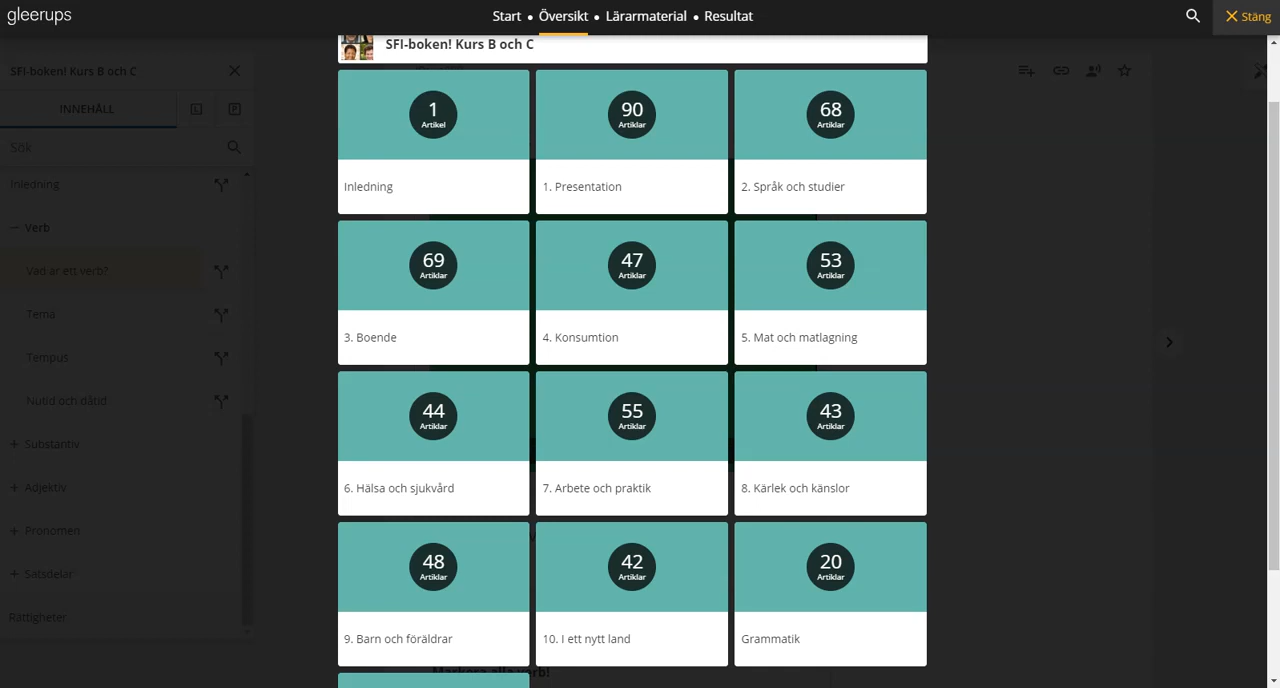 gleerups
Start • Översikt • Lärarmaterial • Resultat
Stäng
SFI-boken! Kurs B och C
SFI-boken! Kurs B och C
INNEHÅLL
Sök
Inledning
Verb
Vad är ett verb?
Tema
Tempus
Nutid och dåtid
Substantiv
Adjektiv
Pronomen
Satsdelar
Rättigheter
1
Artikel
Inledning
90
Artiklar
1. Presentation
68
Artiklar
2. Språk och studier
69
Artiklar
3. Boende
47
Artiklar
4. Konsumtion
53
Artiklar
5. Mat och matlagning
44
Artiklar
6. Hälsa och sjukvård
55
Artiklar
7. Arbete och praktik
43
Artiklar
8. Kärlek och känslor
48
Artiklar
9. Barn och föräldrar
42
Artiklar
10. I ett nytt land
20
Artiklar
Grammatik
Markera alla verb!